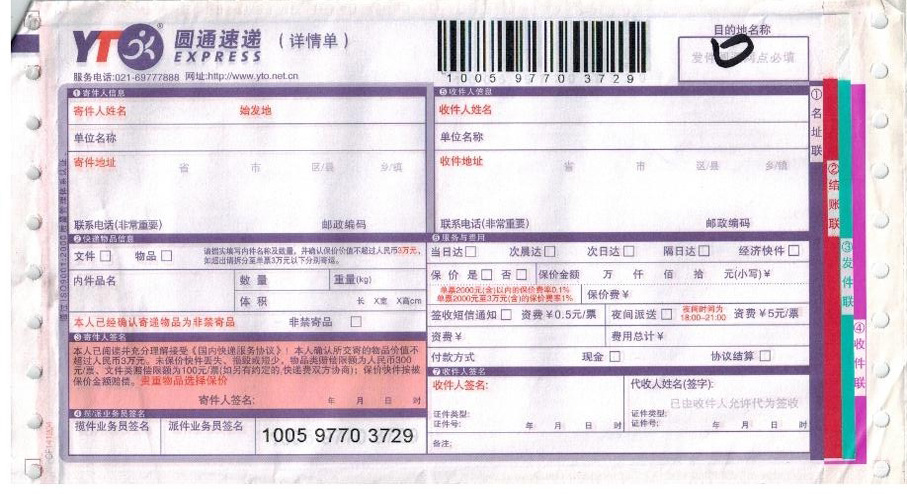 YTO 圆通速递 (详情单)
EXPRESS
服务电话:021-69777888 网址:http://www.yto.net.cn
1005 9770 3729
目的地名称
❶寄件人信息
寄件人姓名 始发地
单位名称
寄件地址 省 市 区/县 乡/镇
联系电话(非常重要) 邮政编码
❷快递物品信息
文件 □ 物品 □
请据实填写内件名称及数量,并确认保价价值不超过人民币3万元,
如超出请拆分至单票3万元以下分别寄运。
内件品名 数量 重量(kg)
体积 长 X宽 X高cm
本人已经确认寄递物品为非禁寄品 非禁寄品 □
❸寄件人签名
本人已阅读并充分理解接受《国内快递服务协议》!本人确认所交寄的物品价值不
超过人民币3万元。未保价快件丢失、损毁或短少,物品类赔偿限额为人民币300
元/票、文件类赔偿限额为100元/票(如另有约定的,快递费双方协商);保价快件按被
保价金额赔偿。贵重物品选择保价
寄件人签名: 年 月 日 时
❹揽/派业务员签名
揽件业务员签名 派件业务员签名 1005 9770 3729
❺收件人信息
收件人姓名
单位名称
收件地址 省 市 区/县 乡/镇
联系电话(非常重要) 邮政编码
❻服务与费用
当日达□ 次晨达□ 次日达□ 隔日达□ 经济快件□
保价 是□ 否□ 保价金额 万 仟 佰 拾 元(小写)¥
单票2000元(含)以内的保价费率0.1%
单票2000元至3万元(含)的保价费率1%
保价费¥
签收短信通知□ 资费¥0.5元/票 夜间派送□ 夜间时间为 18:00-21:00 资费¥5元/票
资费¥ 费用总计¥
付款方式 现金□ 协议结算□
❼收件人签名
收件人签名: 代收人姓名(签字):
已由收件人允许代为签收
证件类型: 证件类型:
证件号: 年 月 日 时 证件号: 年 月 日 时
备注:
①名址联
②结账联
③发件联
④收件联